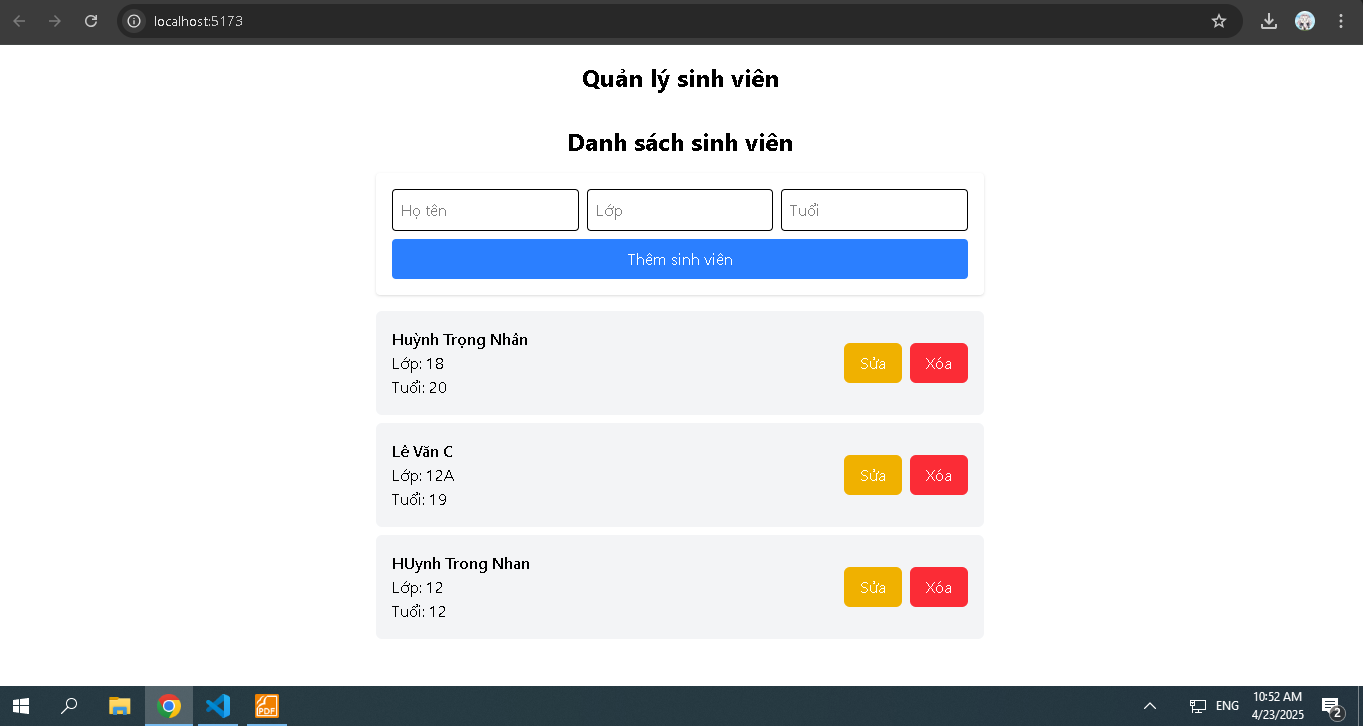 localhost:5173
Quản lý sinh viên
Danh sách sinh viên
Họ tên
Lớp
Tuổi
Thêm sinh viên
Huỳnh Trọng Nhân
Lớp: 18
Tuổi: 20
Sửa
Xóa
Lê Văn C
Lớp: 12A
Tuổi: 19
Sửa
Xóa
HUynh Trong Nhan
Lớp: 12
Tuổi: 12
Sửa
Xóa
PDF
ENG
10:52 AM
4/23/2025
2